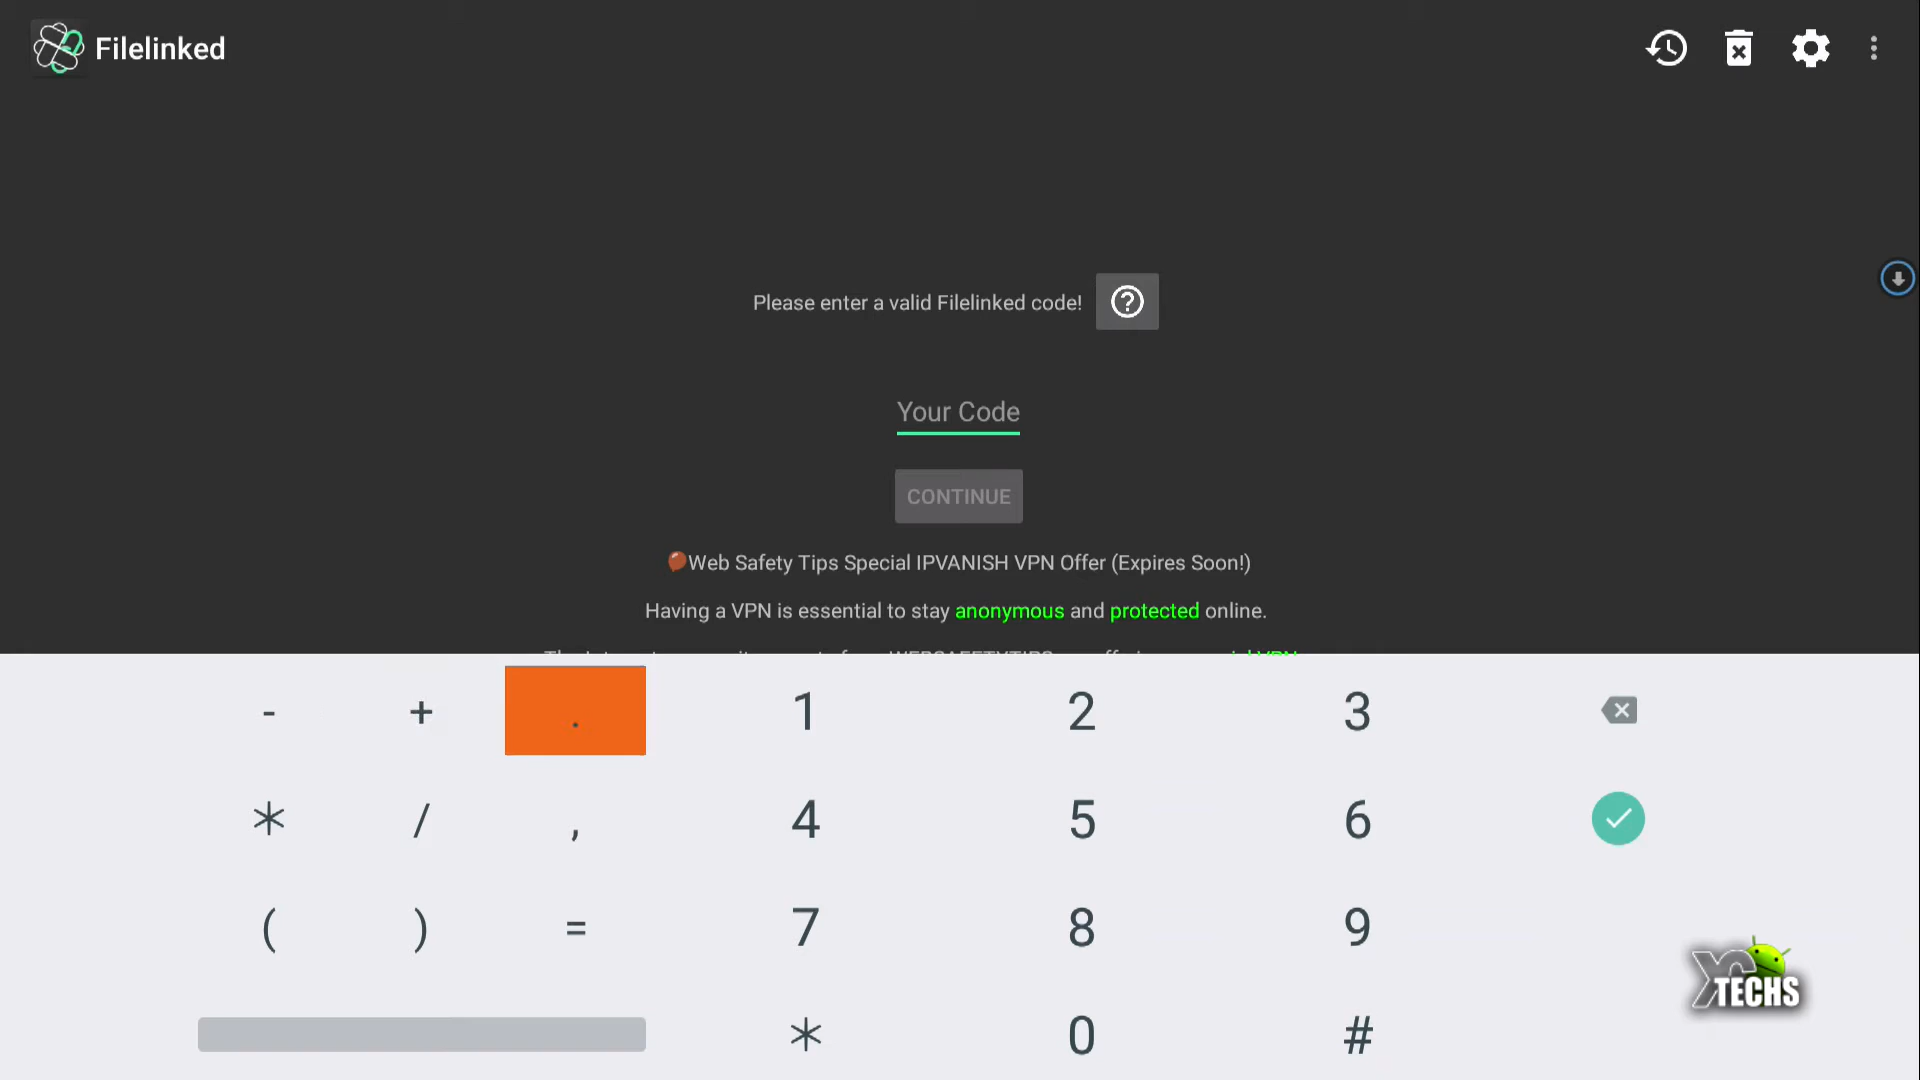 Filelinked
Please enter a valid Filelinked code!
Your Code
CONTINUE
Web Safety Tips Special IPVANISH VPN Offer (Expires Soon!)
Having a VPN is essential to stay anonymous and protected online.
- + . 1 2 3
* / , 4 5 6
( ) = 7 8 9
* 0 #
TECHS